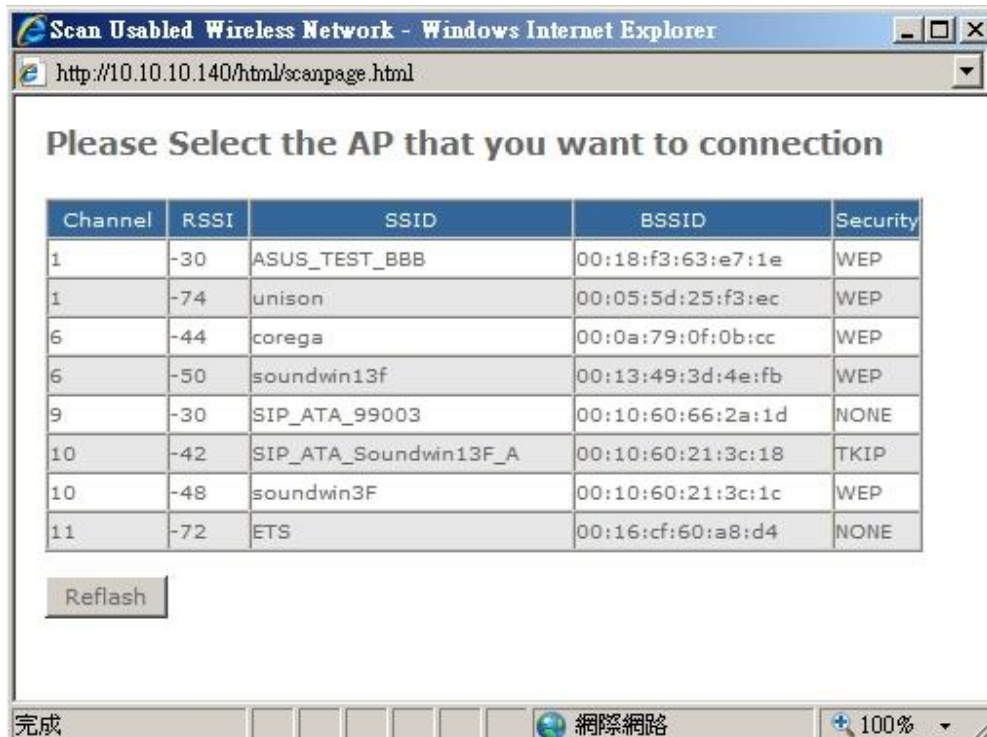 Scan Usabled Wireless Network - Windows Internet Explorer
http://10.10.10.140/html/scanpage.html
Please Select the AP that you want to connection
Channel RSSI SSID BSSID Security
1 -30 ASUS_TEST_BBB 00:18:f3:63:e7:1e WEP
1 -74 unison 00:05:5d:25:f3:ec WEP
6 -44 corega 00:0a:79:0f:0b:cc WEP
6 -50 soundwin13f 00:13:49:3d:4e:fb WEP
9 -30 SIP_ATA_99003 00:10:60:66:2a:1d NONE
10 -42 SIP_ATA_Soundwin13F_A 00:10:60:21:3c:18 TKIP
10 -48 soundwin3F 00:10:60:21:3c:1c WEP
11 -72 ETS 00:16:cf:60:a8:d4 NONE
Reflash
完成 網際網路 100%